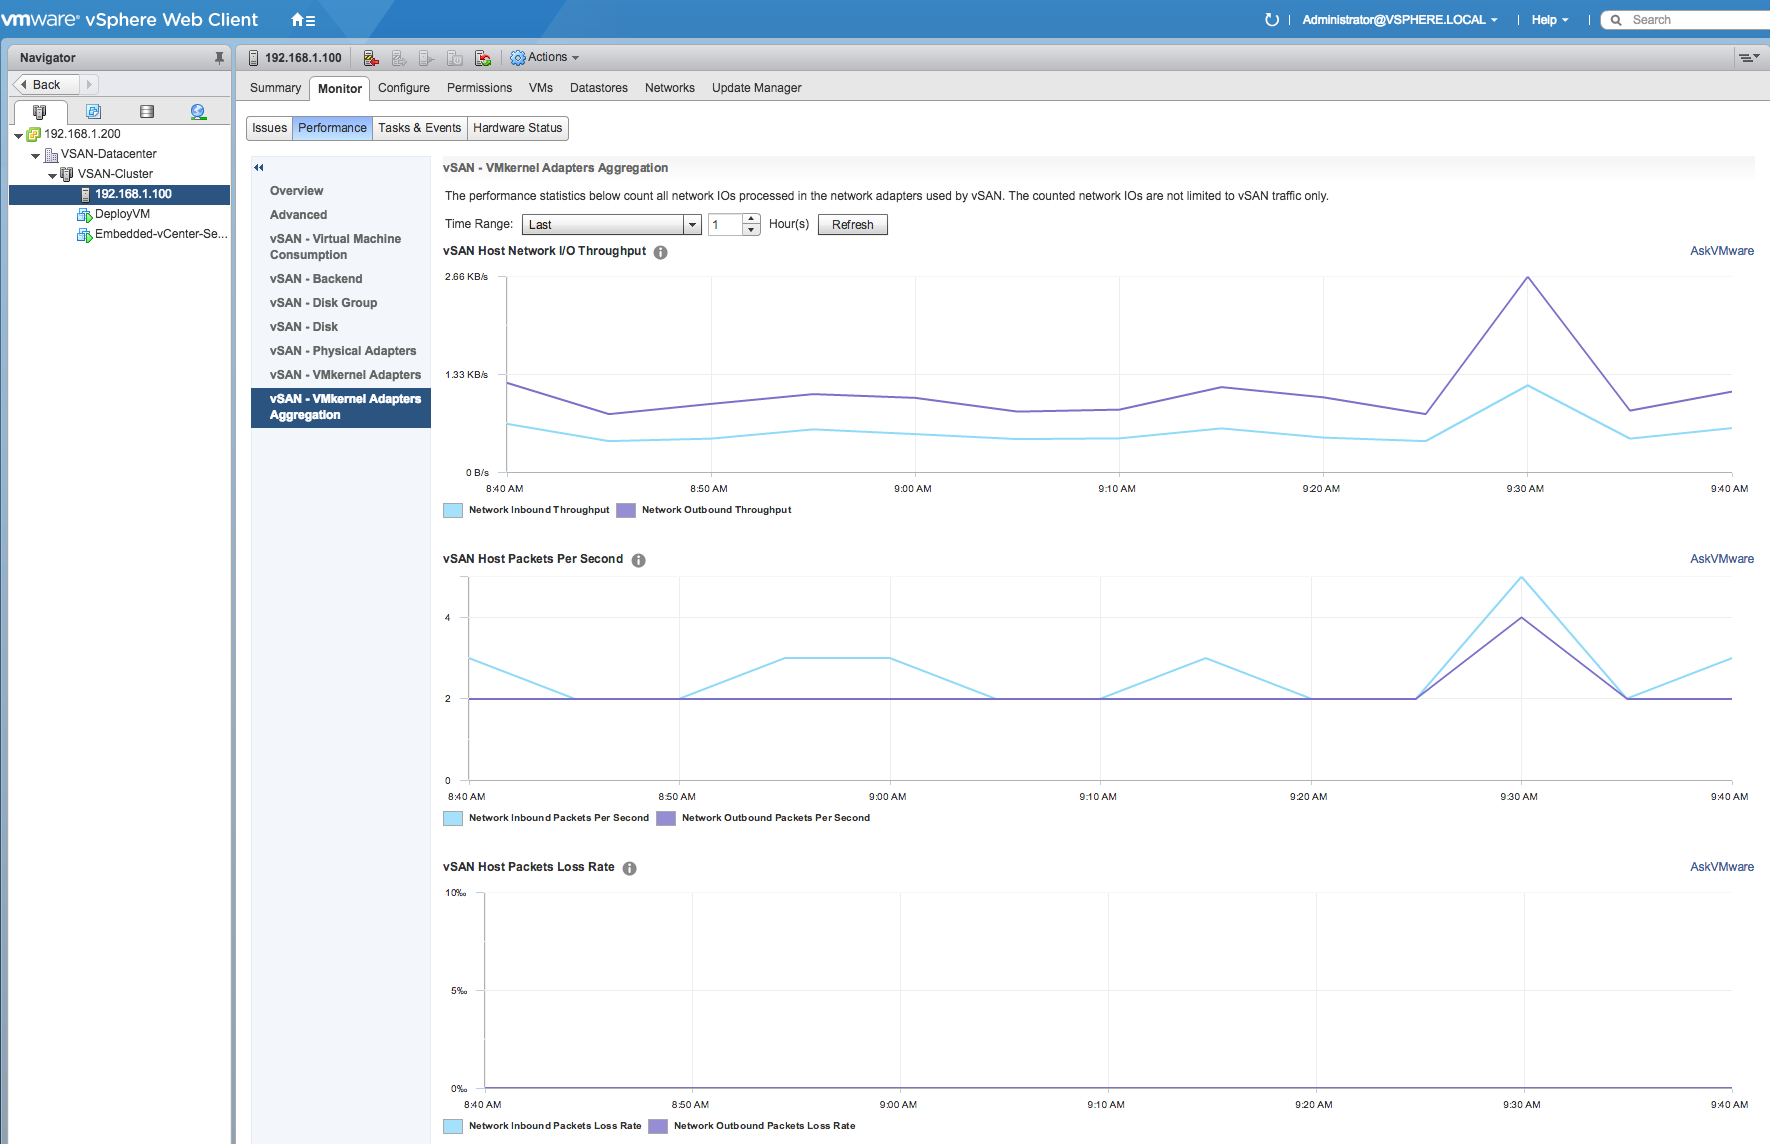 vmware® vSphere Web Client
Administrator@VSPHERE.LOCAL
Help
Search
Navigator
Back
192.168.1.200
VSAN-Datacenter
VSAN-Cluster
192.168.1.100
DeployVM
Embedded-vCenter-Se...
192.168.1.100
Actions
Summary Monitor Configure Permissions VMs Datastores Networks Update Manager
Issues Performance Tasks & Events Hardware Status
Overview
Advanced
vSAN - Virtual Machine
Consumption
vSAN - Backend
vSAN - Disk Group
vSAN - Disk
vSAN - Physical Adapters
vSAN - VMkernel Adapters
vSAN - VMkernel Adapters
Aggregation
vSAN - VMkernel Adapters Aggregation
The performance statistics below count all network IOs processed in the network adapters used by vSAN. The counted network IOs are not limited to vSAN traffic only.
Time Range: Last 1 Hour(s) Refresh
vSAN Host Network I/O Throughput AskVMware
2.66 KB/s
1.33 KB/s
0 B/s
8:40 AM 8:50 AM 9:00 AM 9:10 AM 9:20 AM 9:30 AM 9:40 AM
Network Inbound Throughput Network Outbound Throughput
vSAN Host Packets Per Second AskVMware
4
2
0
8:40 AM 8:50 AM 9:00 AM 9:10 AM 9:20 AM 9:30 AM 9:40 AM
Network Inbound Packets Per Second Network Outbound Packets Per Second
vSAN Host Packets Loss Rate AskVMware
10‰
5‰
0‰
8:40 AM 8:50 AM 9:00 AM 9:10 AM 9:20 AM 9:30 AM 9:40 AM
Network Inbound Packets Loss Rate Network Outbound Packets Loss Rate